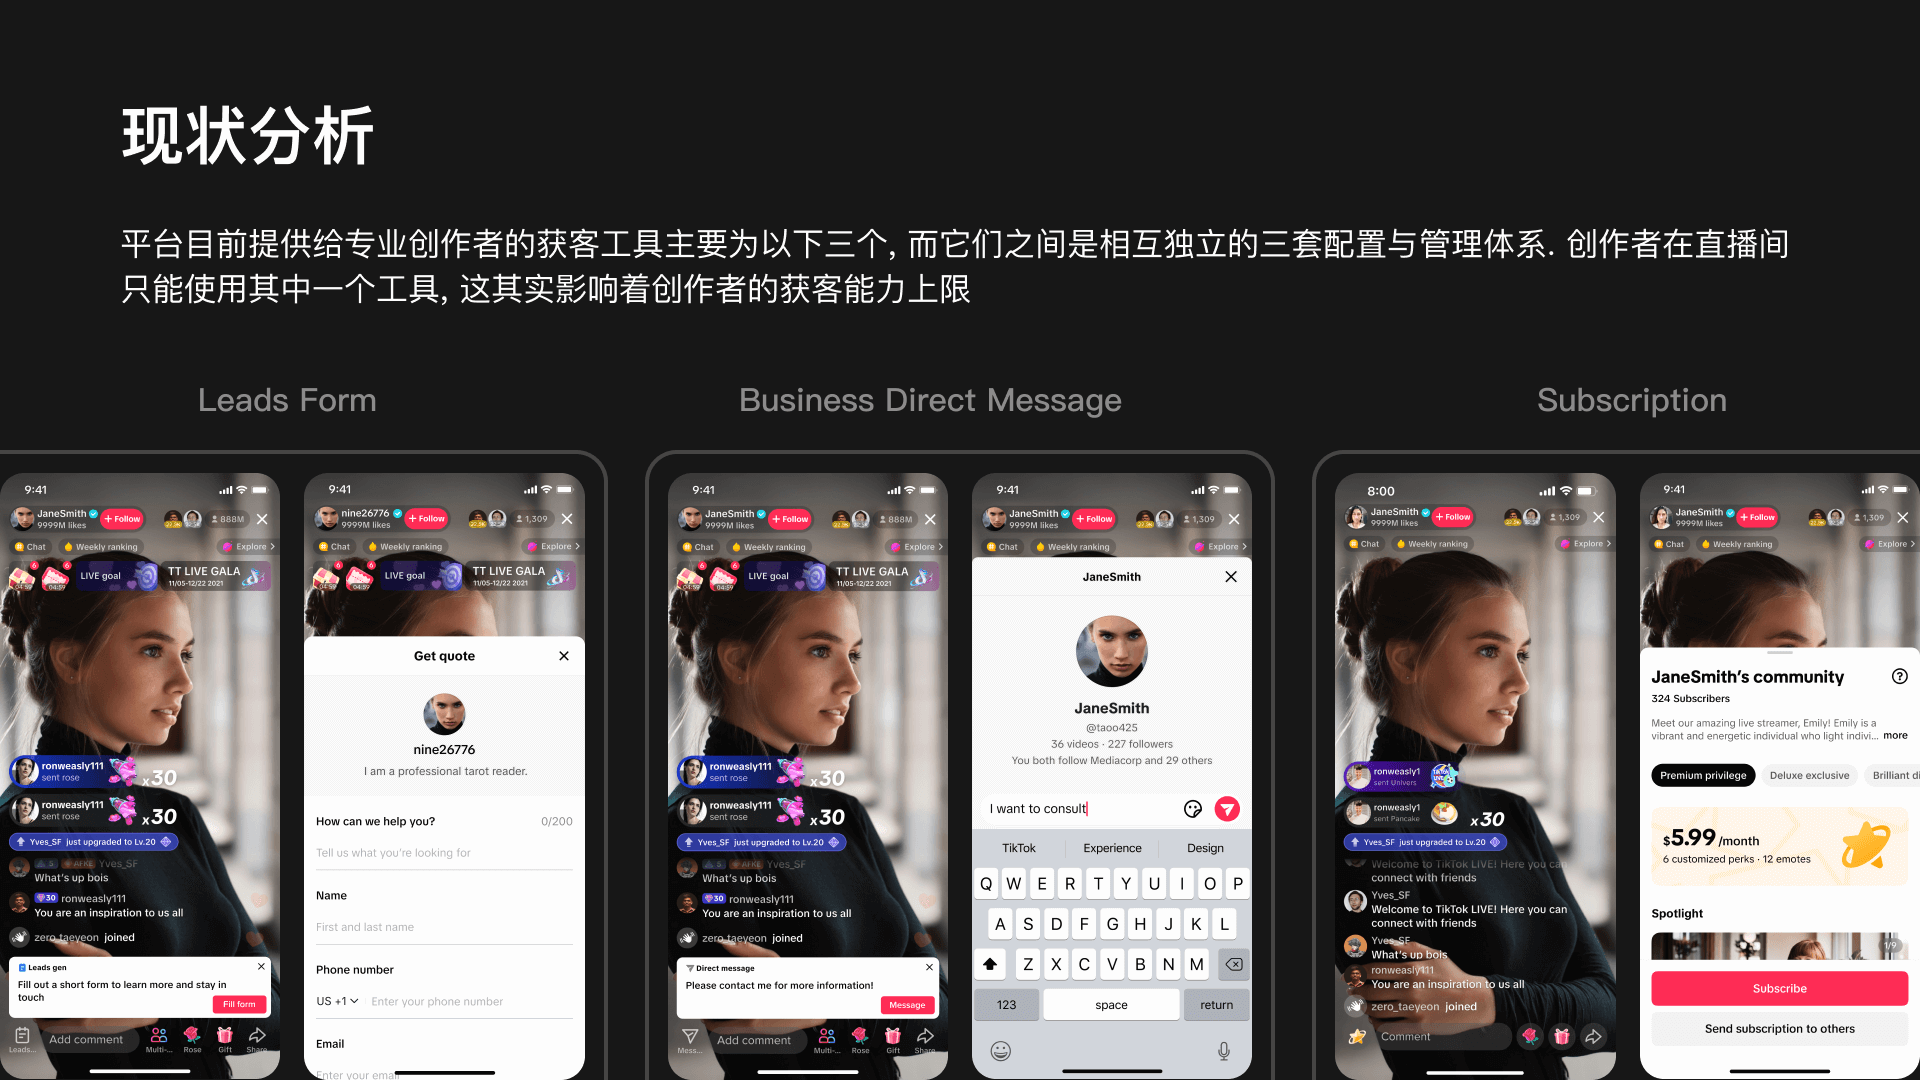 现状分析
平台目前提供给专业创作者的获客工具主要为以下三个, 而它们之间是相互独立的三套配置与管理体系. 创作者在直播间
只能使用其中一个工具, 这其实影响着创作者的获客能力上限
Leads Form
Business Direct Message
Subscription
9:41
JaneSmith
9999M likes
+ Follow
888M
Chat
Weekly ranking
Explore
LIVE goal
TT LIVE GALA
11/05-12/22 2021
ronweasly111
sent rose
x30
ronweasly111
sent rose
x30
Yves_SF just upgraded to Lv.20
Yves_SF
What's up bois
30 ronweasly111
You are an inspiration to us all
zero_taeyeon joined
Leads gen
Fill out a short form to learn more and stay in
touch
Fill form
Leads...
Add comment
Multi-...
Rose
Gift
Share
9:41
nine26776
9999M likes
+ Follow
1,309
Chat
Weekly ranking
Explore
LIVE goal
TT LIVE GALA
11/05-12/22 2021
Get quote
nine26776
I am a professional tarot reader.
How can we help you?
0/200
Tell us what you're looking for
Name
First and last name
Phone number
US +1
Enter your phone number
Email
Enter your email
9:41
JaneSmith
9999M likes
+ Follow
888M
Chat
Weekly ranking
Explore
LIVE goal
TT LIVE GALA
11/05-12/22 2021
ronweasly111
sent rose
x30
ronweasly111
sent rose
x30
Yves_SF just upgraded to Lv.20
Yves_SF
What's up bois
30 ronweasly111
You are an inspiration to us all
zero_taeyeon joined
Direct message
Please contact me for more information!
Message
Mess...
Add comment
Multi-...
Rose
Gift
Share
9:41
JaneSmith
9999M likes
+ Follow
1,309
Chat
Weekly ranking
Explore
JaneSmith
JaneSmith
@taoo425
36 videos · 227 followers
You both follow Mediacorp and 29 others
I want to consult
TikTok
Experience
Design
Q W E R T Y U I O P
A S D F G H J K L
Z X C V B N M
123
space
return
8:00
JaneSmith
9999M likes
+ Follow
1,309
Chat
Weekly ranking
Explore
ronweasly1
sent Univers
ronweasly1
sent Pancake
x30
Yves_SF just upgraded to Lv.20
Welcome to TikTok LIVE! Here you can
connect with friends
Yves_SF
Welcome to TikTok LIVE! Here you can
connect with friends
Yves_SF
What's up bois
ronweasly111
You are an inspiration to us all
zero_taeyeon joined
Comment
9:41
JaneSmith
9999M likes
+ Follow
1,309
Chat
Weekly ranking
Explore
JaneSmith's community
324 Subscribers
Meet our amazing live streamer, Emily! Emily is a
vibrant and energetic individual who light indivi... more
Premium privilege
Deluxe exclusive
Brilliant di
$5.99/month
6 customized perks · 12 emotes
Spotlight
1/9
Subscribe
Send subscription to others